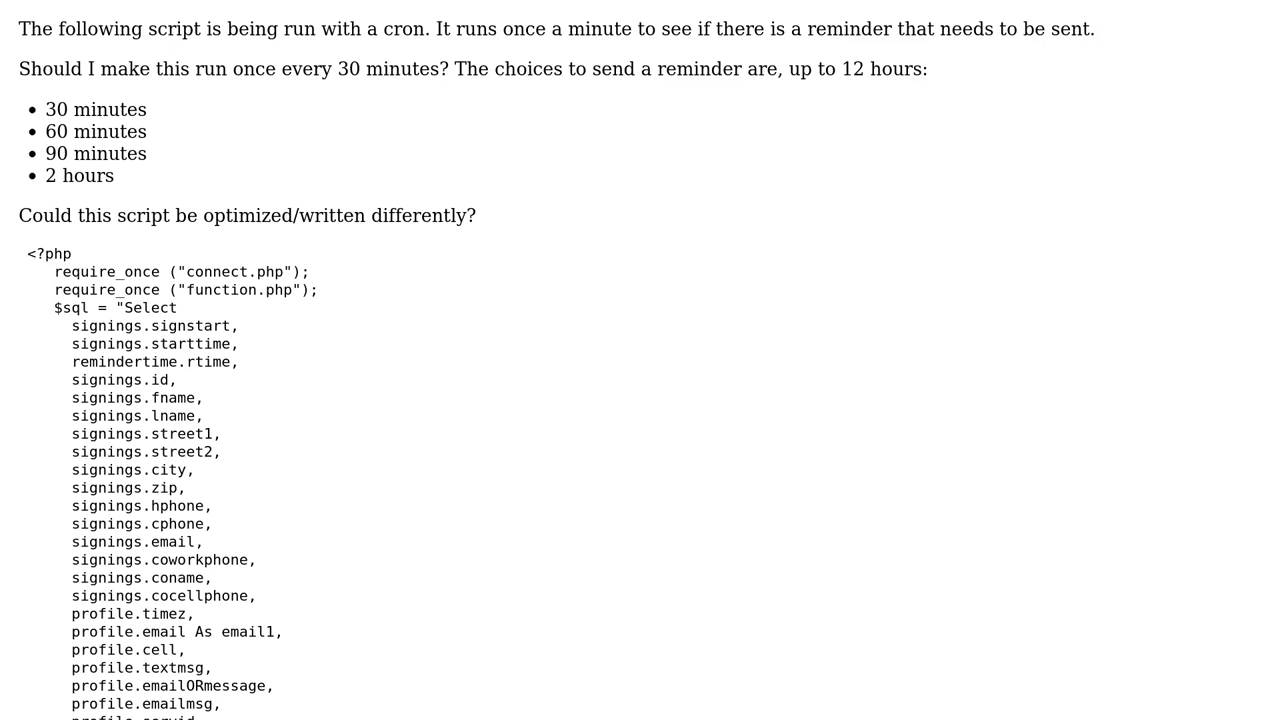 The following script is being run with a cron. It runs once a minute to see if there is a reminder that needs to be sent.
Should I make this run once every 30 minutes? The choices to send a reminder are, up to 12 hours:
• 30 minutes
• 60 minutes
• 90 minutes
• 2 hours
Could this script be optimized/written differently?
<?php
require_once ("connect.php");
require_once ("function.php");
$sql = "Select
signings.signstart,
signings.starttime,
remindertime.rtime,
signings.id,
signings.fname,
signings.lname,
signings.street1,
signings.street2,
signings.city,
signings.zip,
signings.hphone,
signings.cphone,
signings.email,
signings.coworkphone,
signings.coname,
signings.cocellphone,
profile.timez,
profile.email As email1,
profile.cell,
profile.textmsg,
profile.emailORmessage,
profile.emailmsg,